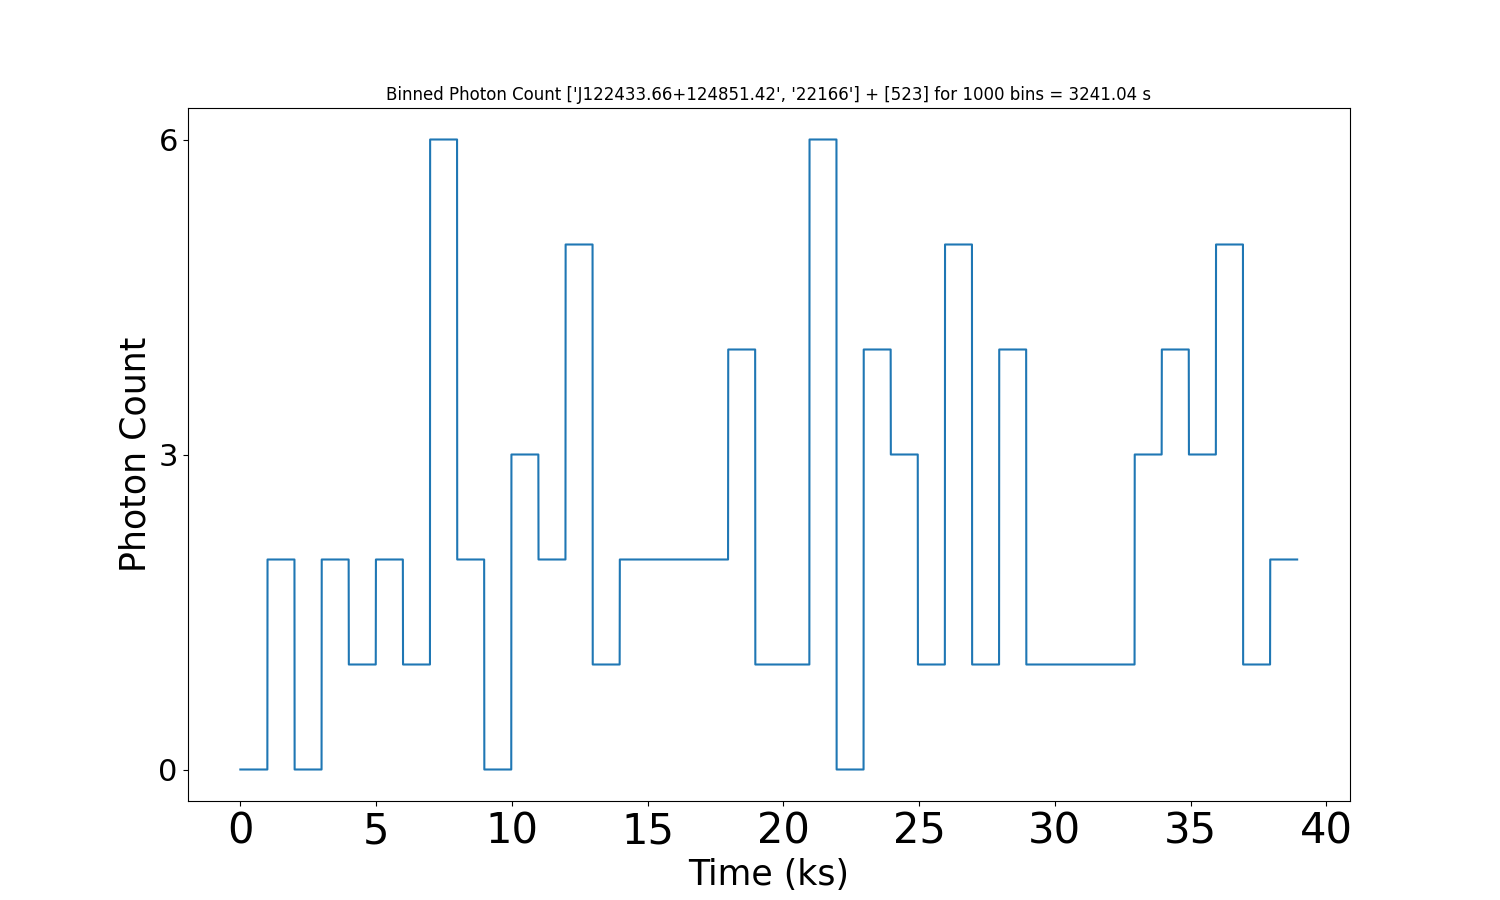 Binned Photon Count ['J122433.66+124851.42', '22166'] + [523] for 1000 bins = 3241.04 s
6
3
0
Photon Count
0 5 10 15 20 25 30 35 40
Time (ks)